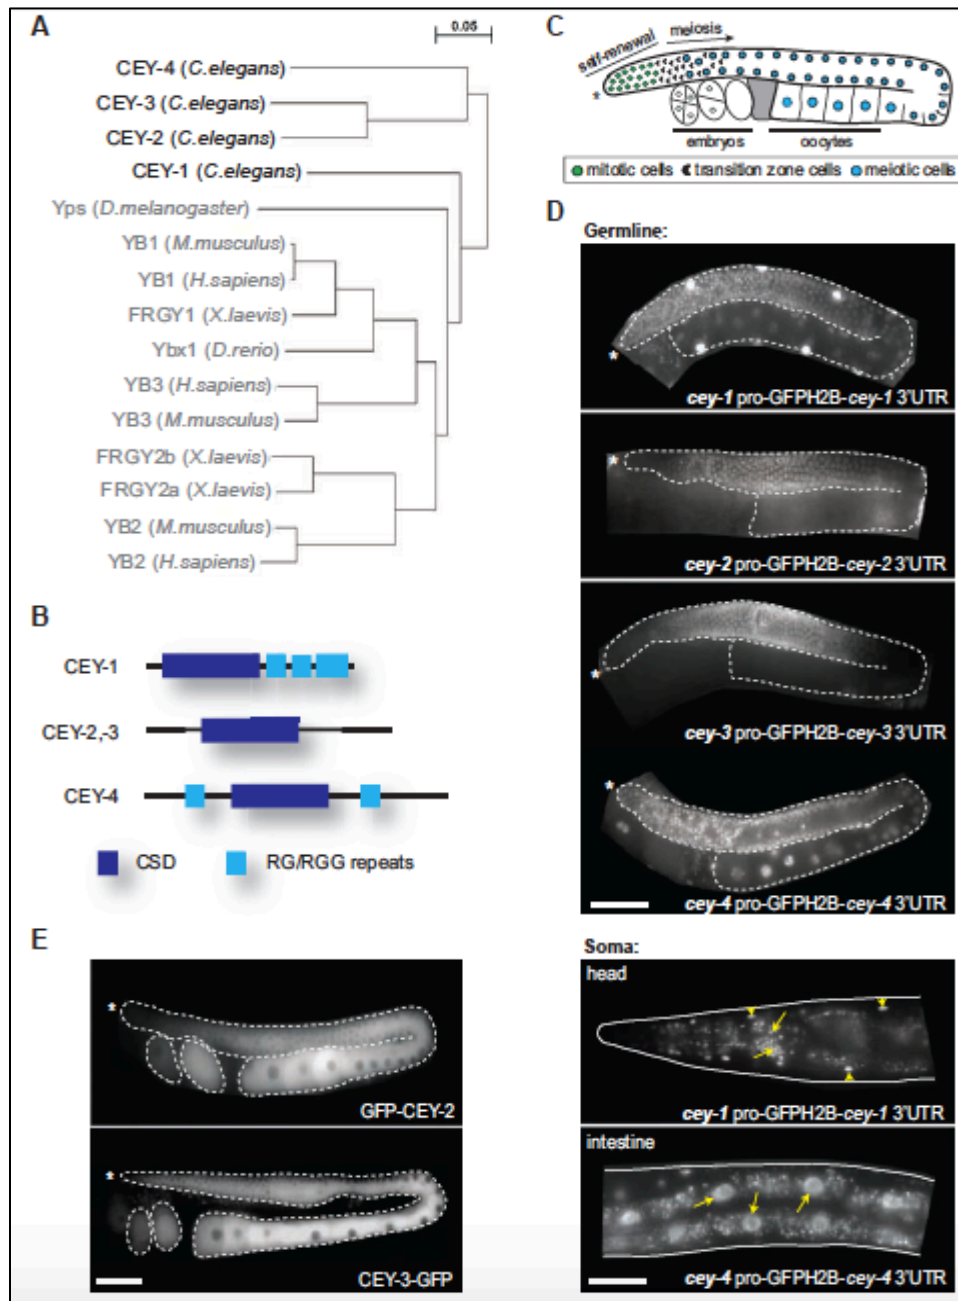 A
0.05
CEY-4 (C.elegans)
CEY-3 (C.elegans)
CEY-2 (C.elegans)
CEY-1 (C.elegans)
Yps (D.melanogaster)
YB1 (M.musculus)
YB1 (H.sapiens)
FRGY1 (X.laevis)
Ybx1 (D.rerio)
YB3 (H.sapiens)
YB3 (M.musculus)
FRGY2b (X.laevis)
FRGY2a (X.laevis)
YB2 (M.musculus)
YB2 (H.sapiens)
B
CEY-1
CEY-2,-3
CEY-4
CSD
RG/RGG repeats
C
self-renewal
meiosis
*
embryos
oocytes
mitotic cells
transition zone cells
meiotic cells
D
Germline:
*
cey-1 pro-GFPH2B-cey-1 3'UTR
*
cey-2 pro-GFPH2B-cey-2 3'UTR
*
cey-3 pro-GFPH2B-cey-3 3'UTR
*
cey-4 pro-GFPH2B-cey-4 3'UTR
Soma:
head
cey-1 pro-GFPH2B-cey-1 3'UTR
intestine
cey-4 pro-GFPH2B-cey-4 3'UTR
E
*
GFP-CEY-2
*
CEY-3-GFP